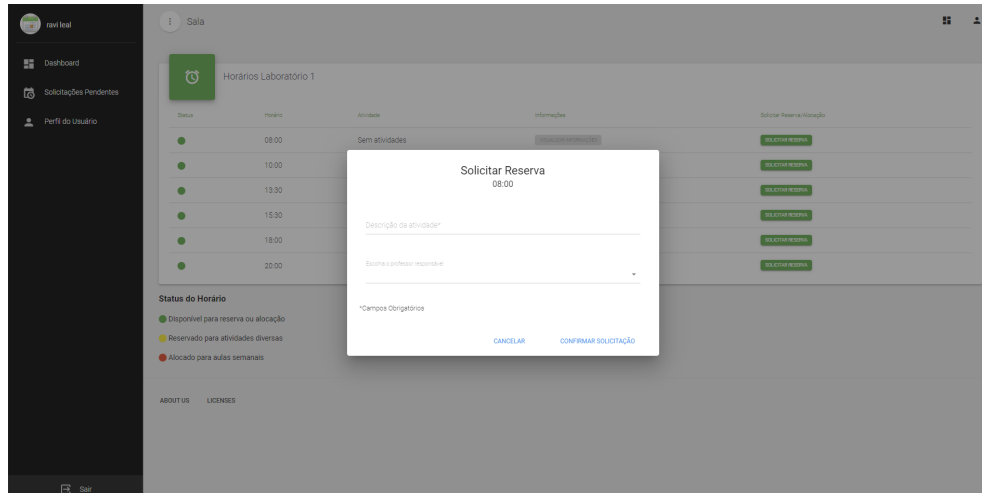 ravi leal
Sala
Dashboard
Solicitações Pendentes
Perfil do Usuário
Horários Laboratório 1
Status Horário Atividade Informações Solicitar Reserva/Alocação
08:00 Sem atividades SOLICITAR RESERVA
10:00 SOLICITAR RESERVA
13:30 SOLICITAR RESERVA
15:30 SOLICITAR RESERVA
18:00 SOLICITAR RESERVA
20:00 SOLICITAR RESERVA
Solicitar Reserva
08:00
Descrição da atividade*
Escolha o professor responsável
*Campos Obrigatórios
CANCELAR CONFIRMAR SOLICITAÇÃO
Status do Horário
Disponível para reserva ou alocação
Reservado para atividades diversas
Alocado para aulas semanais
ABOUT US LICENSES
Sair